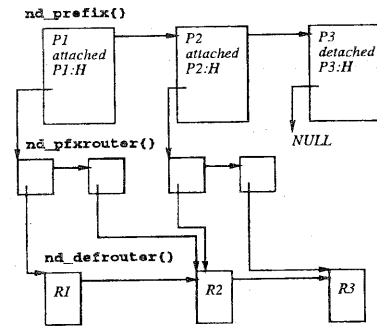 nd_prefix{}
P1
attached
P1:H
P2
attached
P2:H
P3
detached
P3:H
NULL
nd_pfxrouter{}
nd_defrouter{}
R1
R2
R3